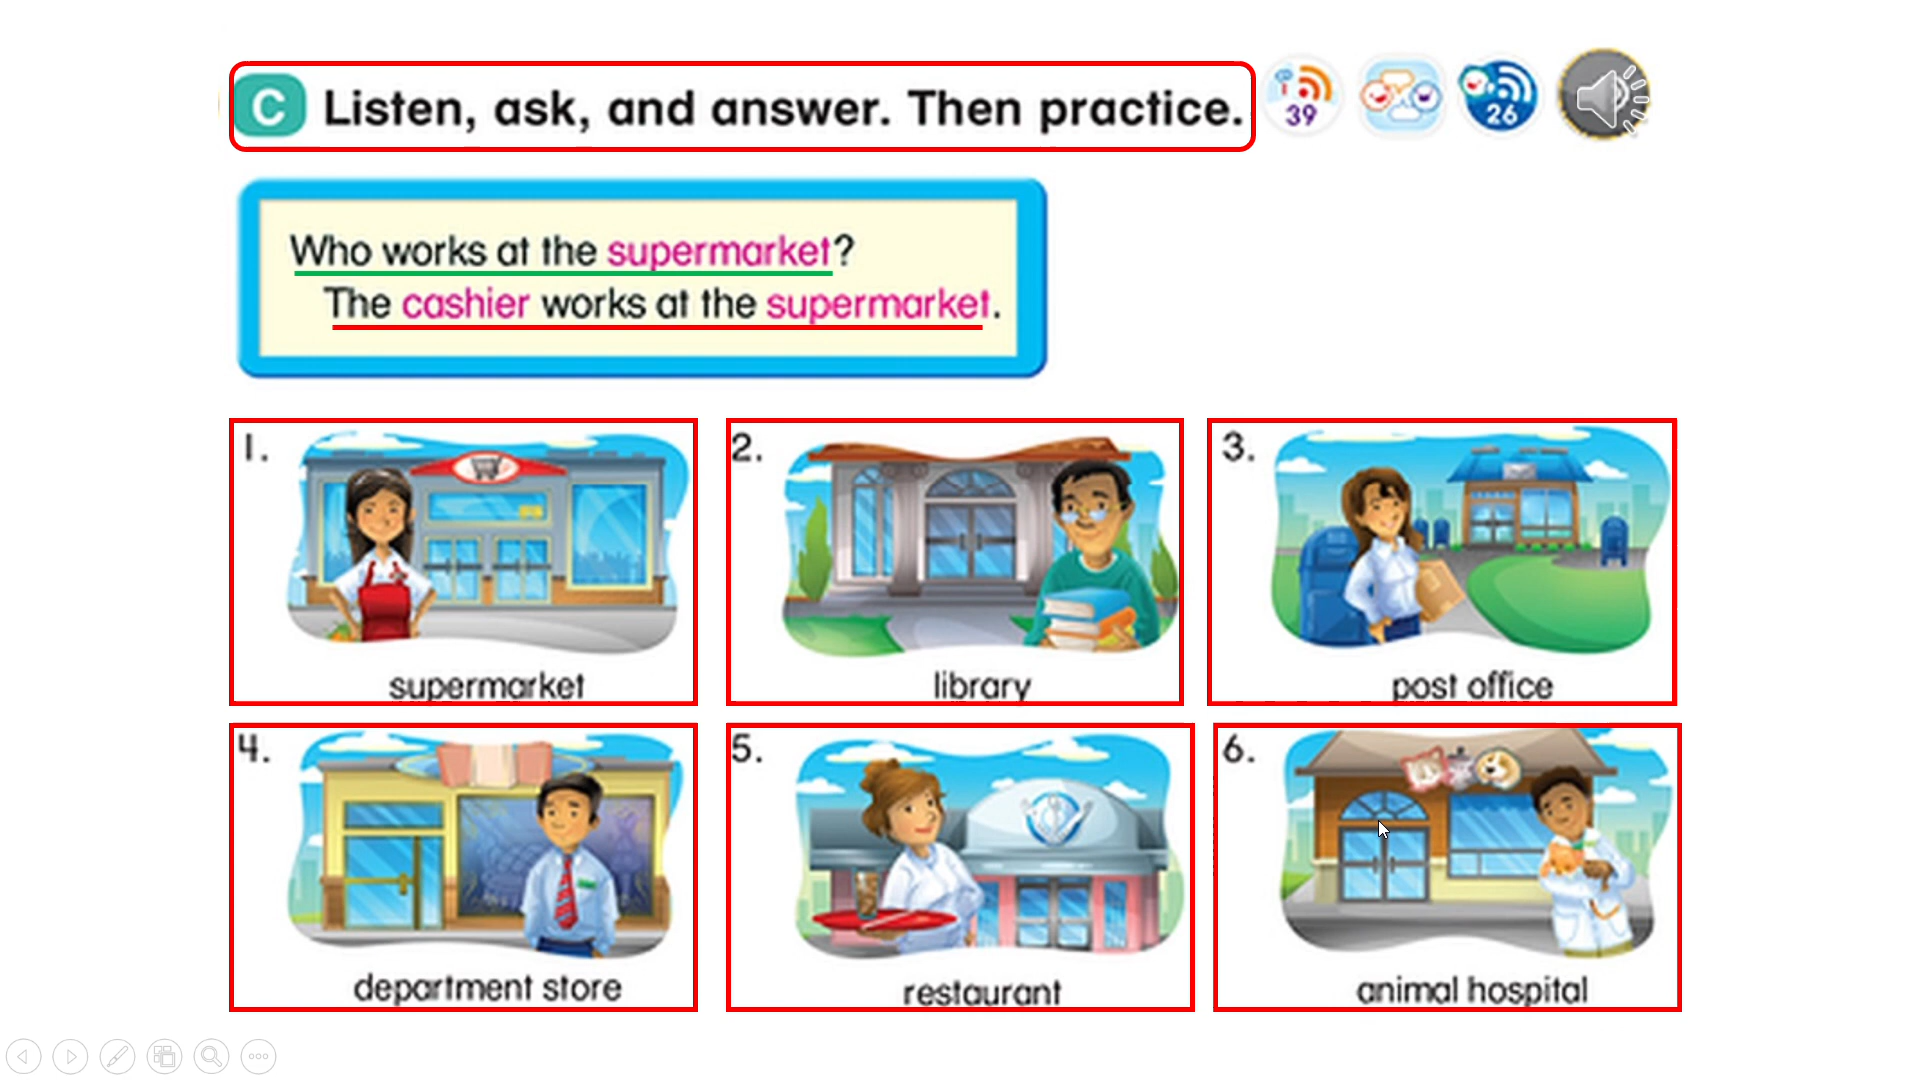 C Listen, ask, and answer. Then practice.
39
26
Who works at the supermarket?
The cashier works at the supermarket.
1.
supermarket
2.
library
3.
post office
4.
department store
5.
restaurant
6.
animal hospital